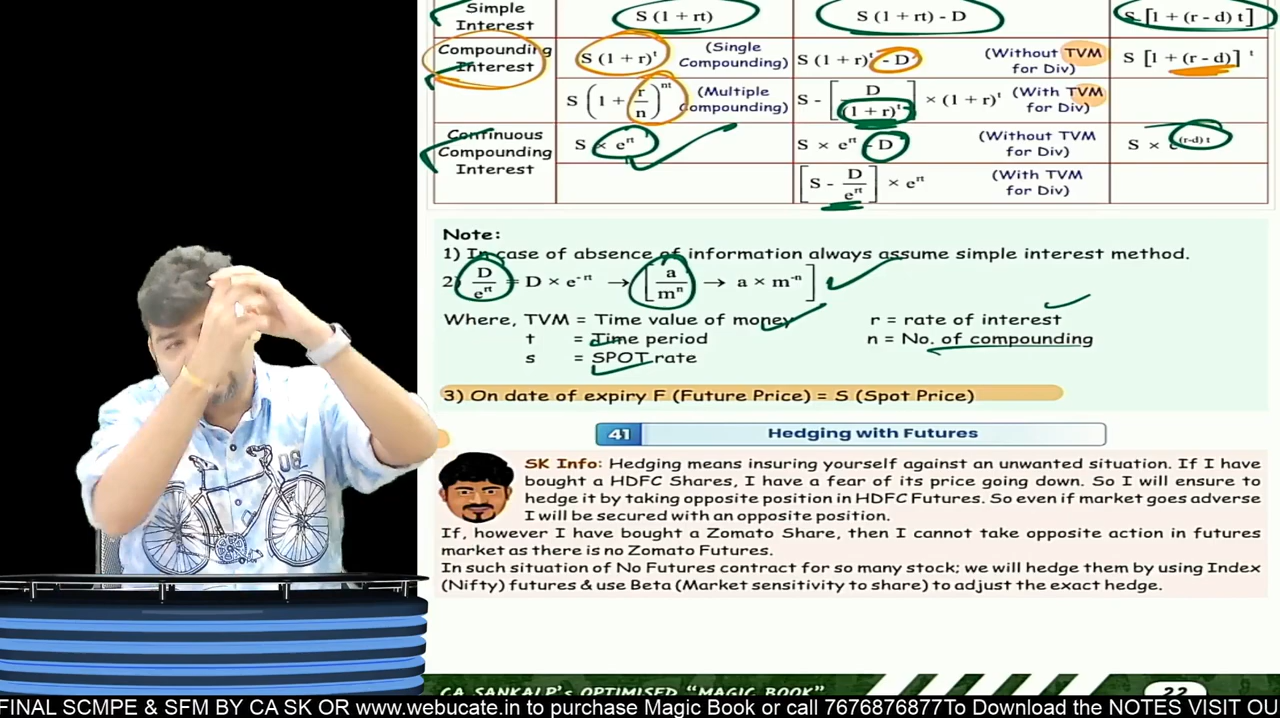 Simple Interest
S (1 + rt)
S (1 + rt) - D
S [1 + (r - d) t]
Compounding Interest
S (1 + r)^t
(Single Compounding)
S (1 + r)^t - D
(Without TVM for Div)
S [1 + (r - d)]^t
S (1 + r/n)^nt
(Multiple Compounding)
S - [D/(1 + r)^t] × (1 + r)^t
(With TVM for Div)
Continuous Compounding Interest
S × e^rt
S × e^rt - D
(Without TVM for Div)
S × e^(r-d) t
[S - D/e^rt] × e^rt
(With TVM for Div)
Note:
1) In case of absence of information always assume simple interest method.
2) D/e^rt = D × e^-rt → [a/m^n → a × m^-n]
Where, TVM = Time value of money
r = rate of interest
t = Time period
n = No. of compounding
s = SPOT rate
3) On date of expiry F (Future Price) = S (Spot Price)
41 Hedging with Futures
SK Info: Hedging means insuring yourself against an unwanted situation. If I have
bought a HDFC Shares, I have a fear of its price going down. So I will ensure to
hedge it by taking opposite position in HDFC Futures. So even if market goes adverse
I will be secured with an opposite position.
If, however I have bought a Zomato Share, then I cannot take opposite action in futures
market as there is no Zomato Futures.
In such situation of No Futures contract for so many stock; we will hedge them by using Index
(Nifty) futures & use Beta (Market sensitivity to share) to adjust the exact hedge.
CA SANKALP's OPTIMISED "MAGIC BOOK"
22
FINAL SCMPE & SFM BY CA SK OR www.webucate.in to purchase Magic Book or call 7676876877To Download the NOTES VISIT OU